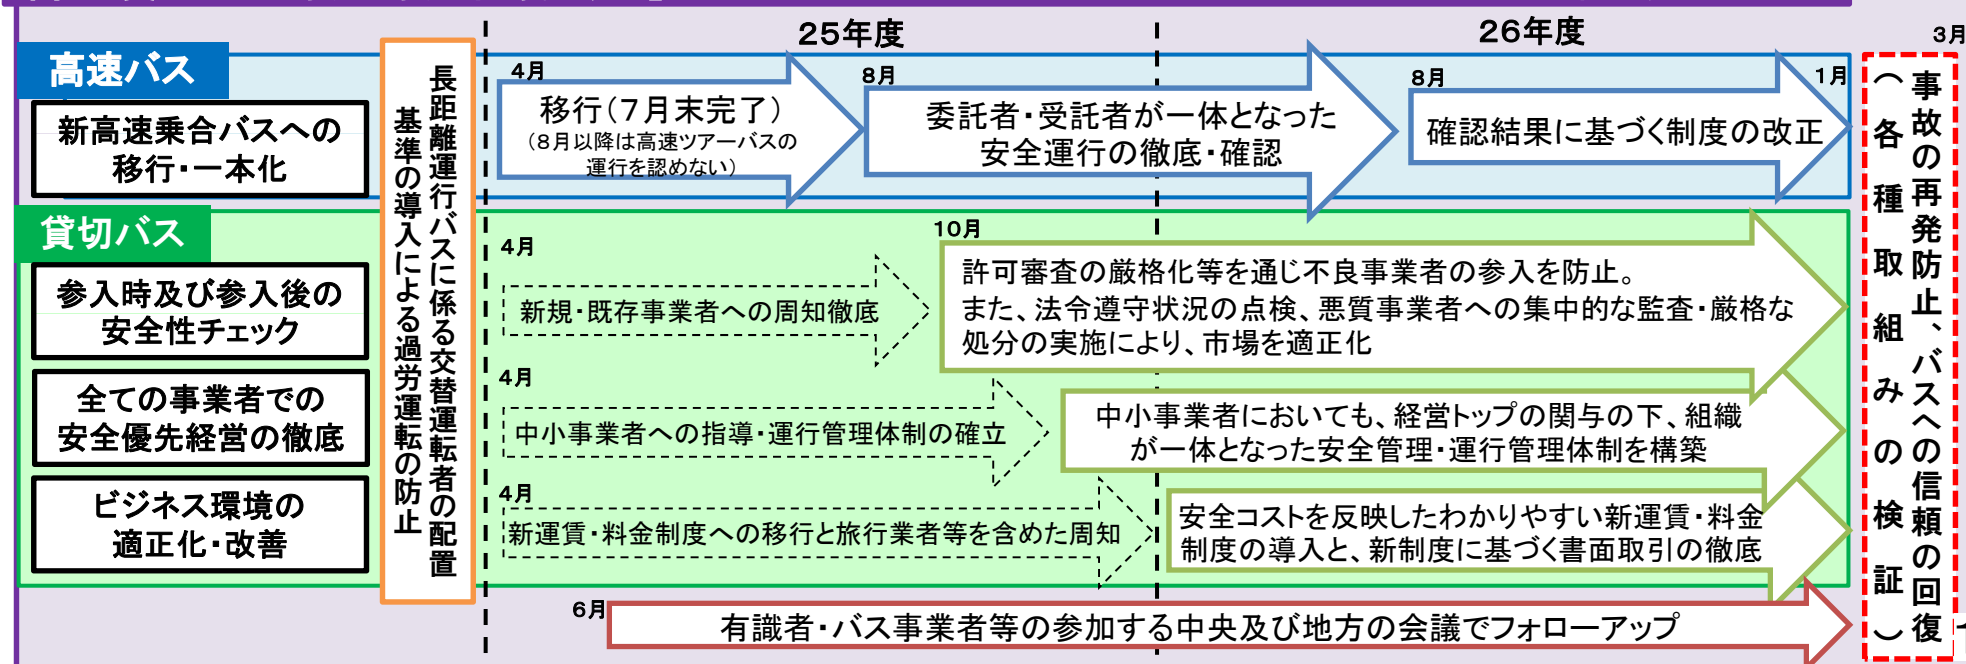 25年度
26年度
3月
高速バス
新高速乗合バスへの
移行・一本化
長距離運行バスに係る交替運転者の配置
基準の導入による過労運転の防止
4月
移行(7月末完了)
(8月以降は高速ツアーバスの
運行を認めない)
8月
委託者・受託者が一体となった
安全運行の徹底・確認
8月
1月
確認結果に基づく制度の改正
貸切バス
参入時及び参入後の
安全性チェック
4月
新規・既存事業者への周知徹底
10月
許可審査の厳格化等を通じ不良事業者の参入を防止。
また、法令遵守状況の点検、悪質事業者への集中的な監査・厳格な
処分の実施により、市場を適正化
全ての事業者での
安全優先経営の徹底
4月
中小事業者への指導・運行管理体制の確立
中小事業者においても、経営トップの関与の下、組織
が一体となった安全管理・運行管理体制を構築
ビジネス環境の
適正化・改善
4月
新運賃・料金制度への移行と旅行業者等を含めた周知
安全コストを反映したわかりやすい新運賃・料金
制度の導入と、新制度に基づく書面取引の徹底
6月
有識者・バス事業者等の参加する中央及び地方の会議でフォローアップ
事故の再発防止、バスへの信頼の回復
(各種取組みの検証)